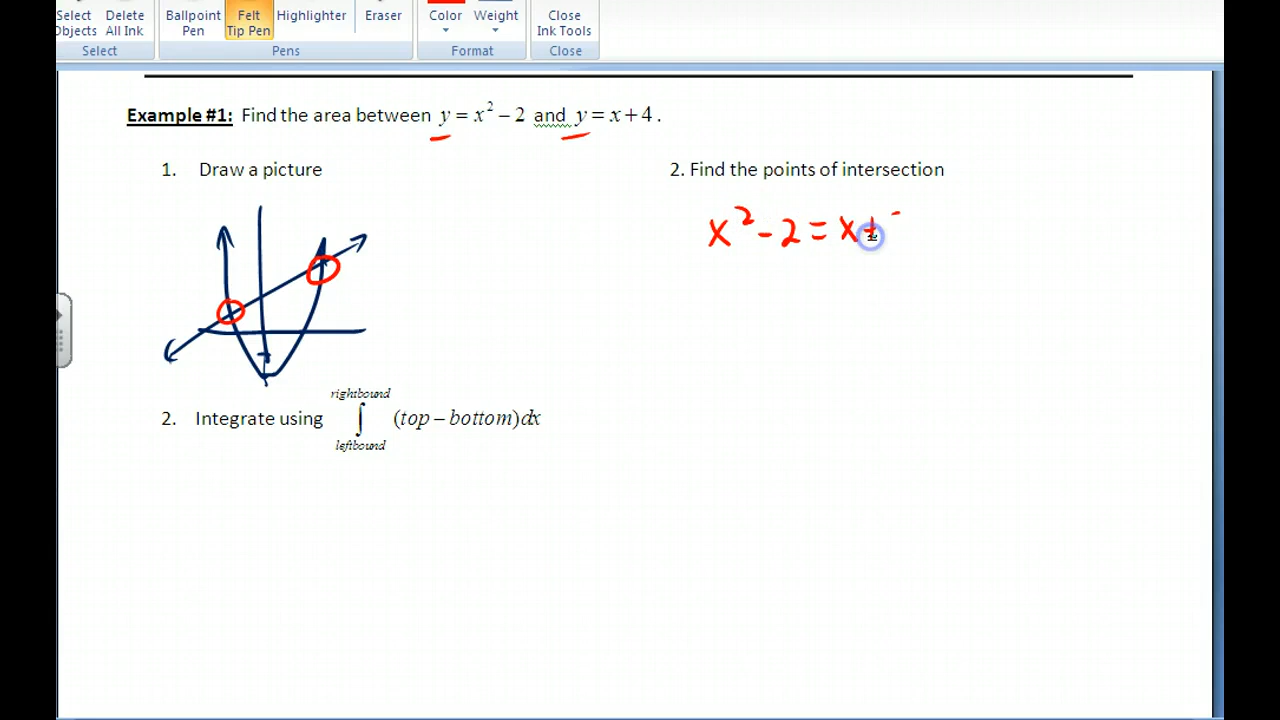 Select Objects
Delete All Ink
Ballpoint Pen
Felt Tip Pen
Highlighter
Eraser
Color
Weight
Close Ink Tools
Select
Pens
Format
Close
Example #1: Find the area between y = x² − 2 and y = x + 4 .
1. Draw a picture
2. Find the points of intersection
x² - 2 = x +
2. Integrate using ∫ leftbound rightbound (top − bottom)dx